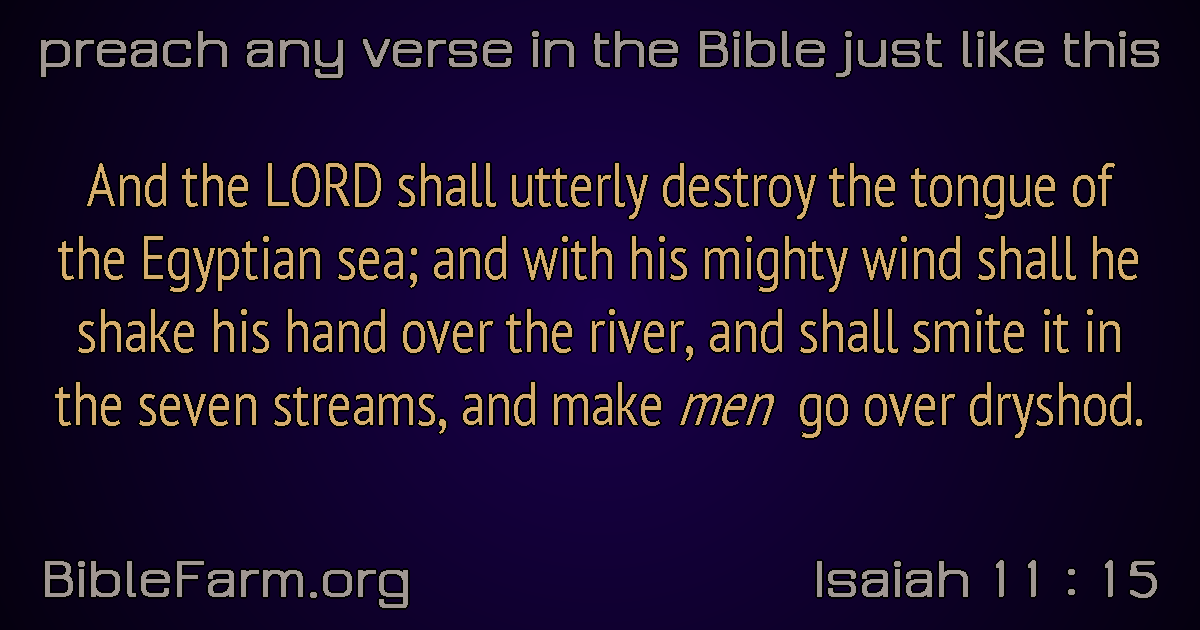 preach any verse in the Bible just like this
And the LORD shall utterly destroy the tongue of
the Egyptian sea; and with his mighty wind shall he
shake his hand over the river, and shall smite it in
the seven streams, and make men go over dryshod.
BibleFarm.org
Isaiah 11 : 15